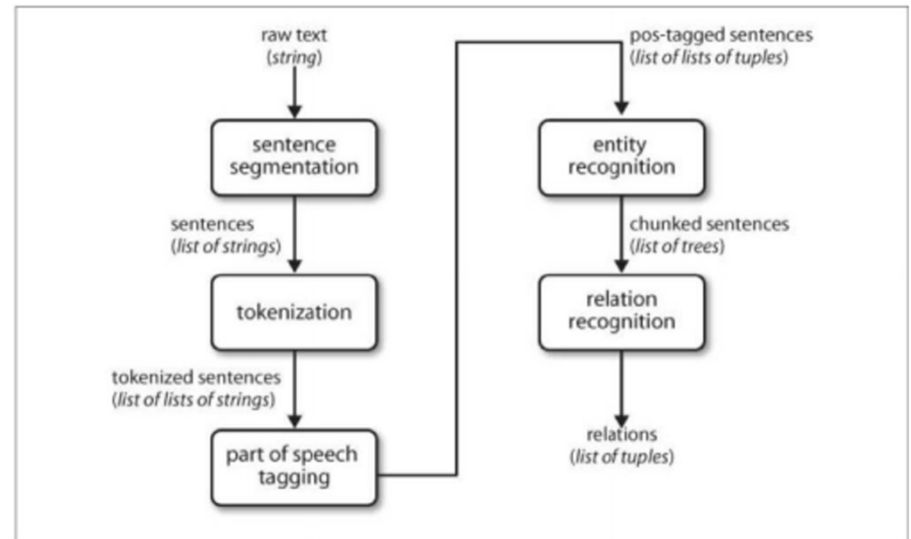 raw text
(string)
sentence
segmentation
sentences
(list of strings)
tokenization
tokenized sentences
(list of lists of strings)
part of speech
tagging
pos-tagged sentences
(list of lists of tuples)
entity
recognition
chunked sentences
(list of trees)
relation
recognition
relations
(list of tuples)